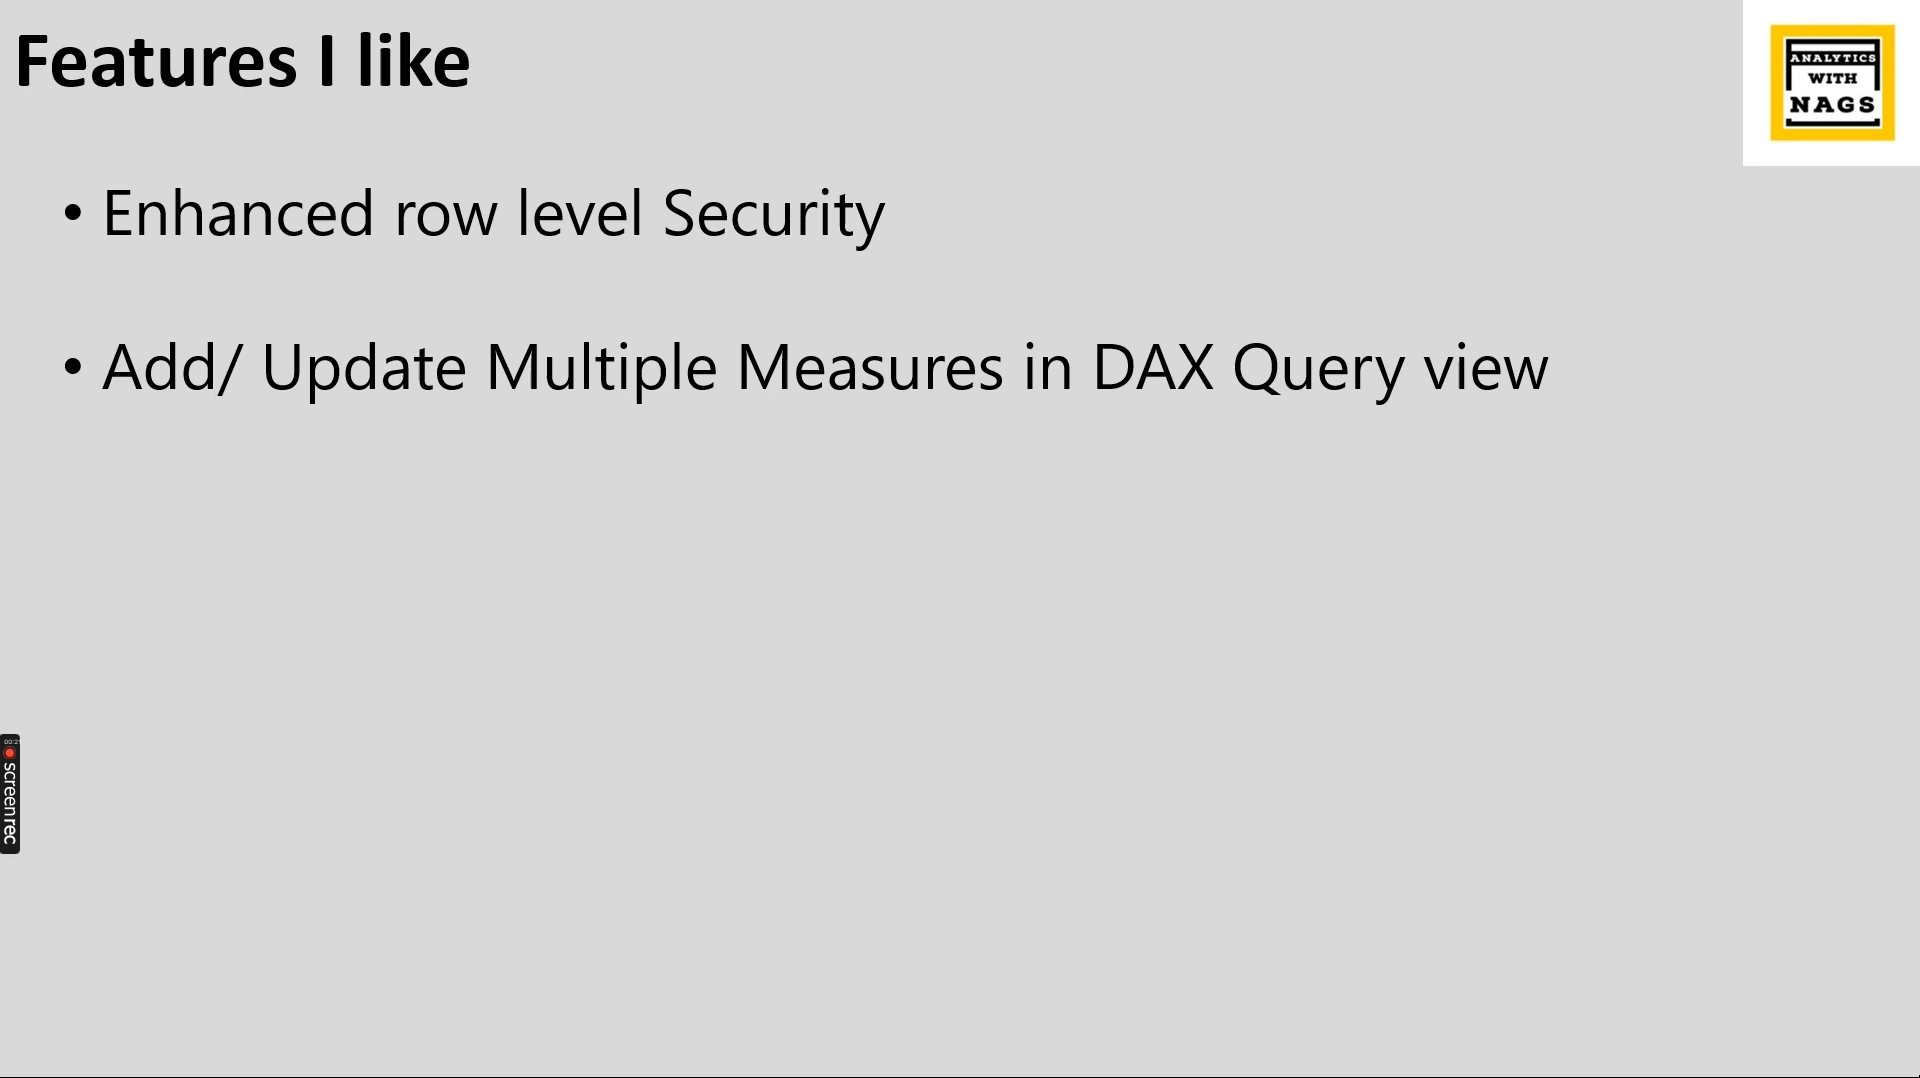 Features I like
ANALYTICS
WITH
NAGS
• Enhanced row level Security
• Add/ Update Multiple Measures in DAX Query view
screenrec